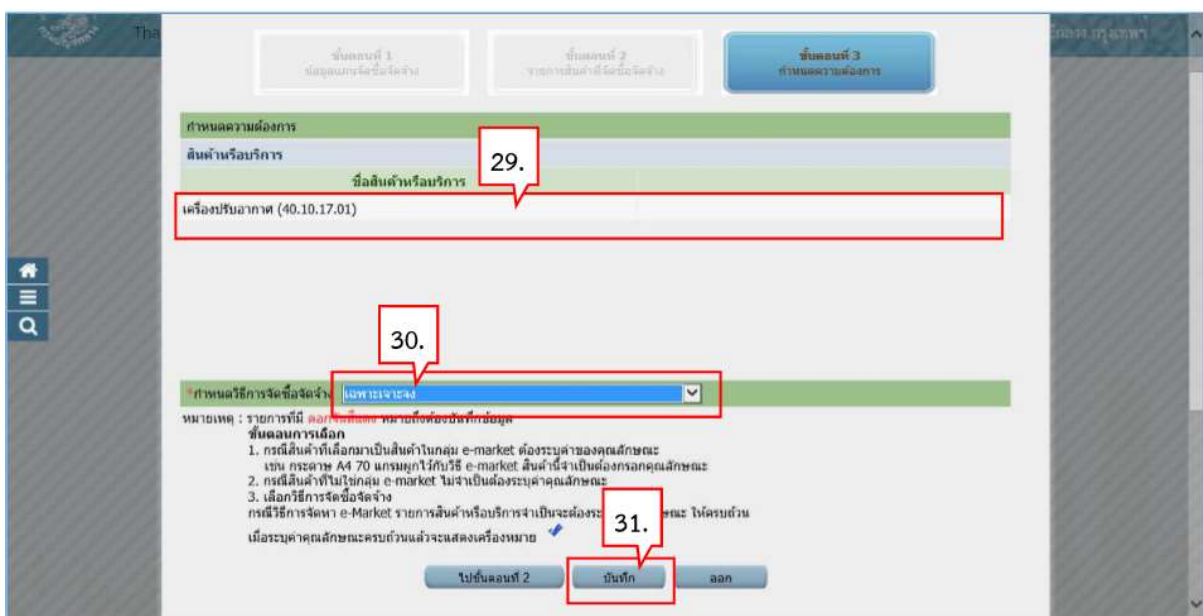 Tha
ขั้นตอนที่ 1
ข้อมูลแผนจัดซื้อจัดจ้าง
ขั้นตอนที่ 2
รายการสินค้าที่จัดซื้อจัดจ้าง
ขั้นตอนที่ 3
กำหนดความต้องการ
กำหนดความต้องการ
สินค้าหรือบริการ
29.
ชื่อสินค้าหรือบริการ
เครื่องปรับอากาศ (40.10.17.01)
30.
*กำหนดวิธีการจัดซื้อจัดจ้าง เฉพาะเจาะจง
หมายเหตุ : รายการที่มี ดอกจันสีแดง หมายถึงต้องบันทึกข้อมูล
ขั้นตอนการเลือก
1. กรณีสินค้าที่เลือกมาเป็นสินค้าในกลุ่ม e-market ต้องระบุค่าของคุณลักษณะ
เช่น กระดาษ A4 70 แกรมผูกไว้กับวิธี e-market สินค้านี้จำเป็นต้องกรอกคุณลักษณะ
2. กรณีสินค้าที่ไม่ใช่กลุ่ม e-market ไม่จำเป็นต้องระบุค่าคุณลักษณะ
3. เลือกวิธีการจัดซื้อจัดจ้าง
กรณีวิธีการจัดหา e-Market รายการสินค้าหรือบริการจำเป็นจะต้องระ ษณะ ให้ครบถ้วน
31.
เมื่อระบุค่าคุณลักษณะครบถ้วนแล้วจะแสดงเครื่องหมาย
ไปขั้นตอนที่ 2 บันทึก ออก